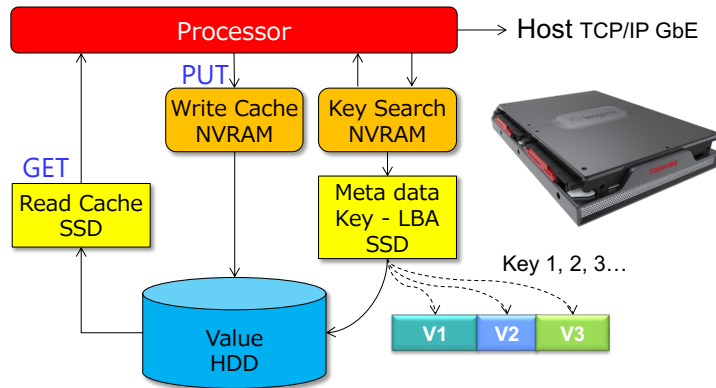 Processor
Host TCP/IP GbE
PUT
Write Cache
NVRAM
Key Search
NVRAM
GET
Read Cache
SSD
Meta data
Key - LBA
SSD
TOSHIBA
Key 1, 2, 3…
Value
HDD
V1
V2
V3